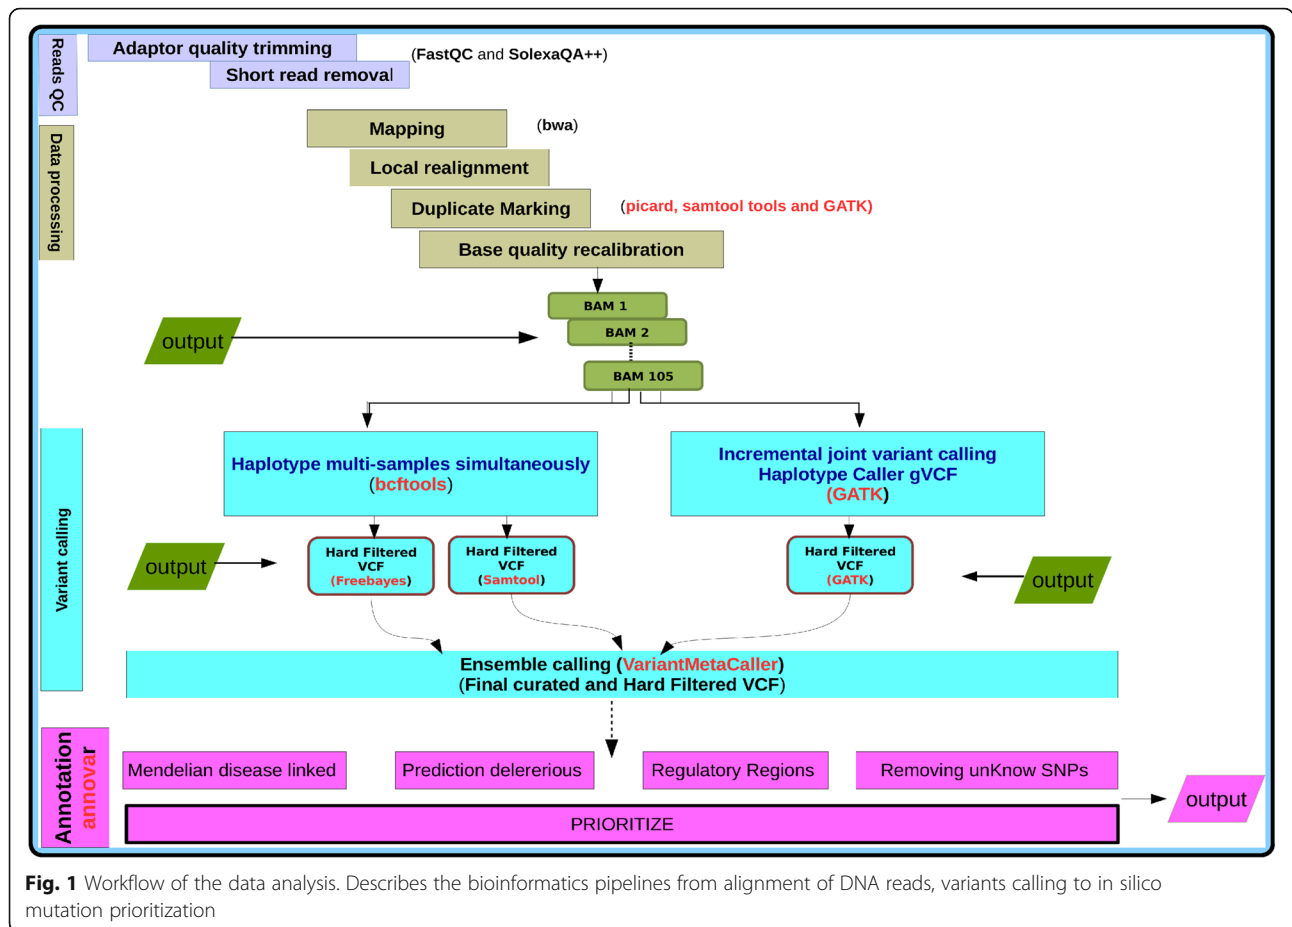 Reads QC
Adaptor quality trimming
Short read removal
(FastQC and SolexaQA++)
Data processing
Mapping
(bwa)
Local realignment
Duplicate Marking
(picard, samtool tools and GATK)
Base quality recalibration
BAM 1
BAM 2
BAM 105
output
Variant calling
Haplotype multi-samples simultaneously
(bcftools)
Incremental joint variant calling
Haplotype Caller gVCF
(GATK)
output
Hard Filtered
VCF
(Freebayes)
Hard Filtered
VCF
(Samtool)
Hard Filtered
VCF
(GATK)
output
Ensemble calling (VariantMetaCaller)
(Final curated and Hard Filtered VCF)
Annotation
annovar
Mendelian disease linked
Prediction delererious
Regulatory Regions
Removing unKnow SNPs
PRIORITIZE
output
Fig. 1 Workflow of the data analysis. Describes the bioinformatics pipelines from alignment of DNA reads, variants calling to in silico
mutation prioritization